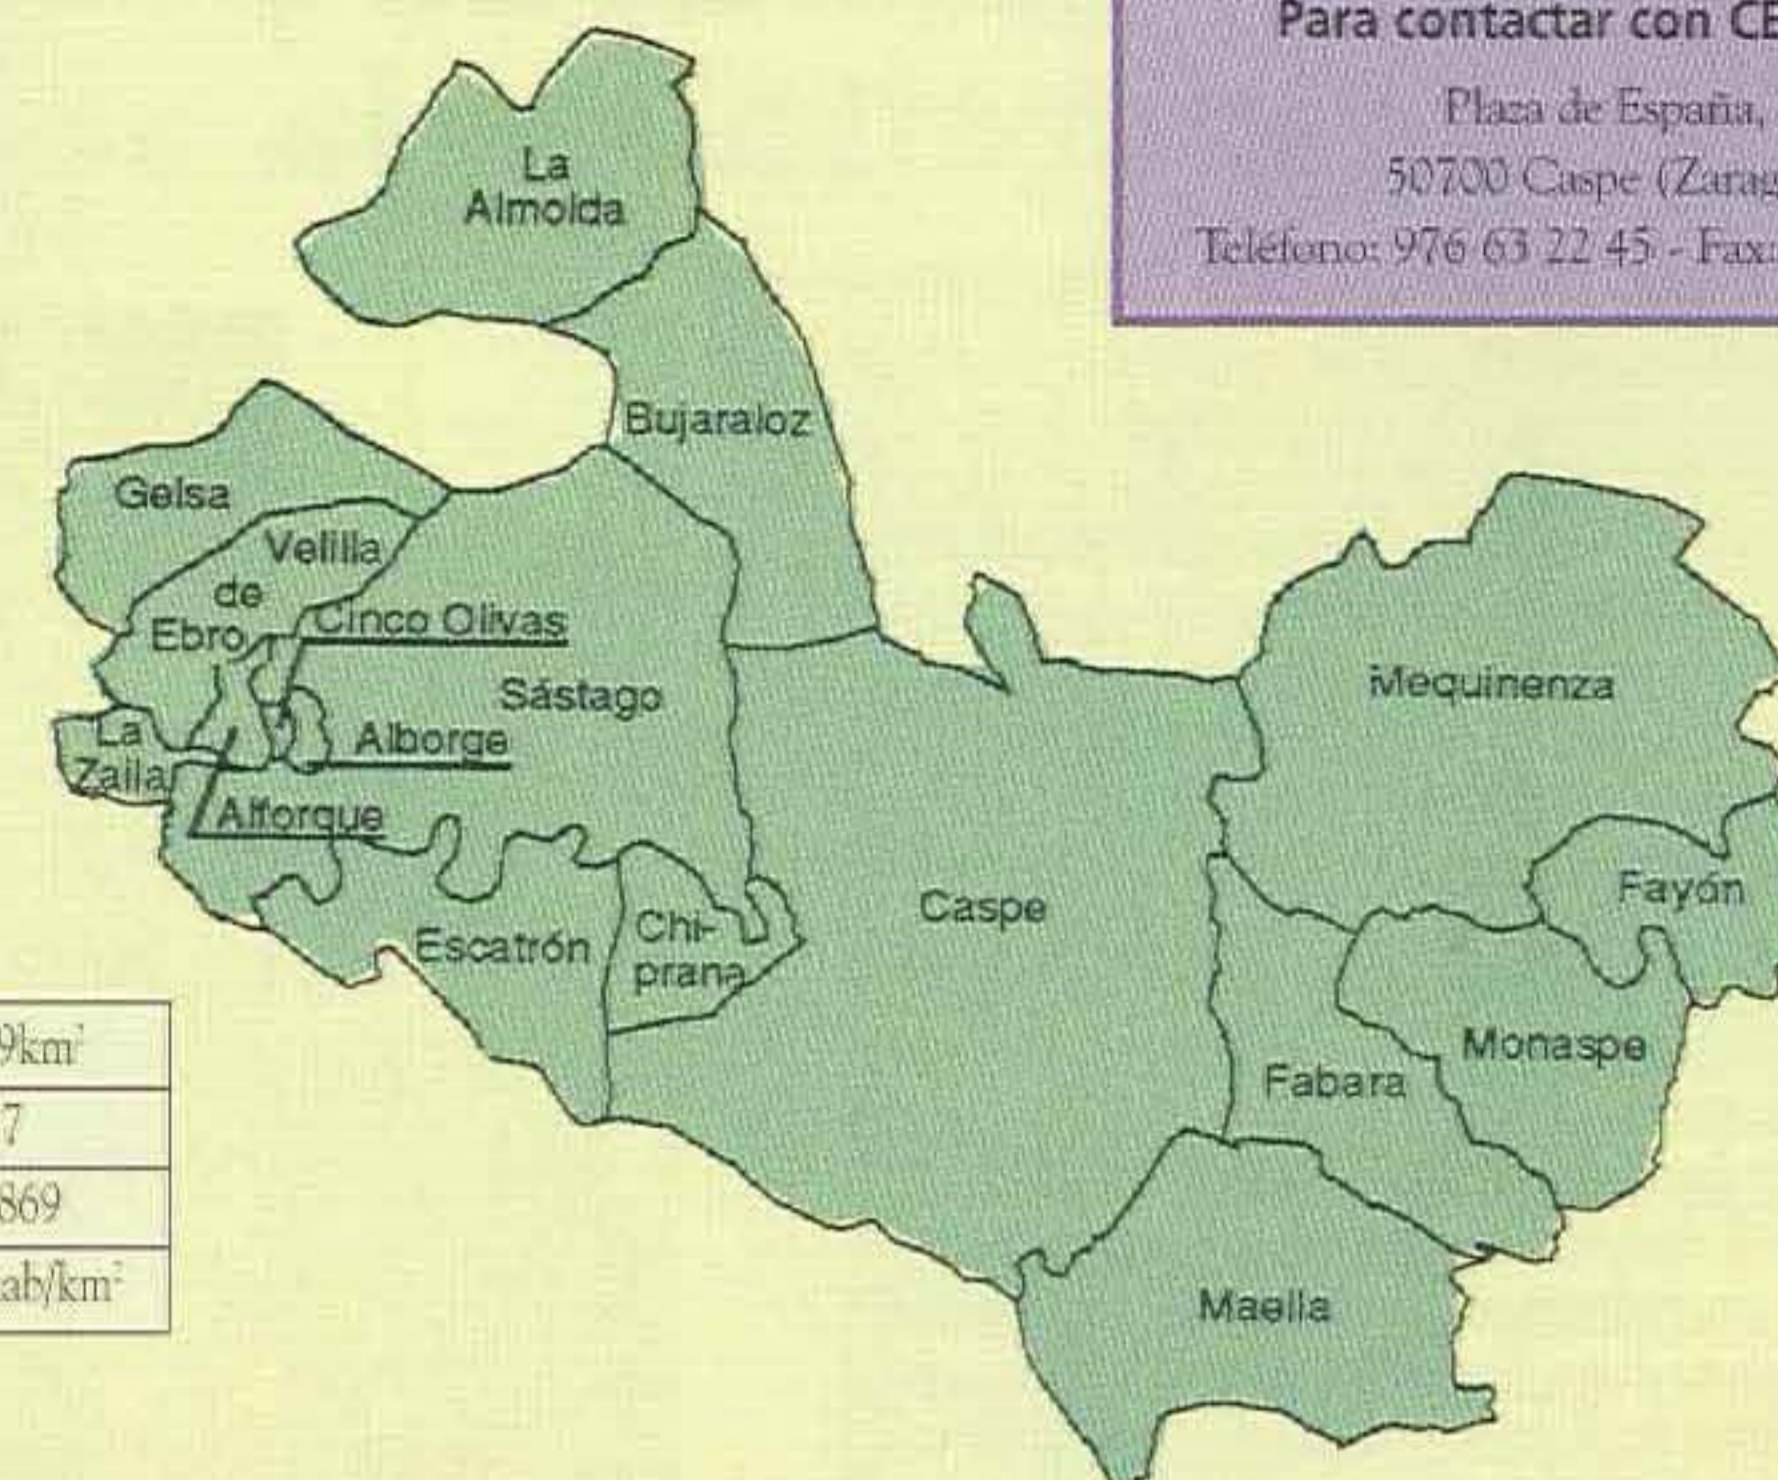 Para contactar con CE
Plaza de España,
50700 Caspe (Zarag
Teléfono: 976 63 22 45 - Fax:
La
Almolda
Bujaraloz
Gelsa
Velilla
de
Ebro
Cinco Olivas
Sástago
Mequinenza
Alborge
La
Zaila
Alforque
Fayón
Caspe
Chi-
prana
Escatrón
Monaspe
Fabara
Maella
9km²
7
869
ab/km²